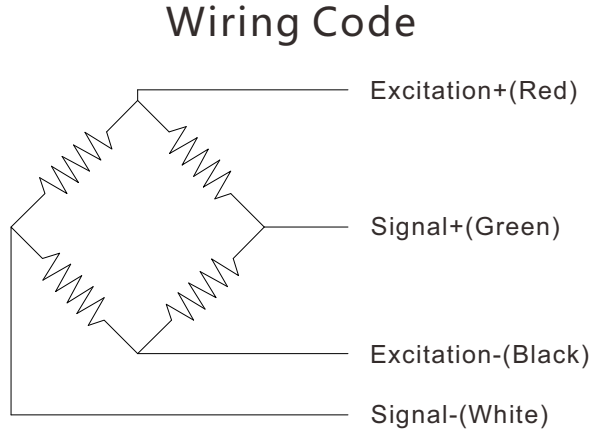 Wiring Code
Excitation+(Red)
Signal+(Green)
Excitation-(Black)
Signal-(White)